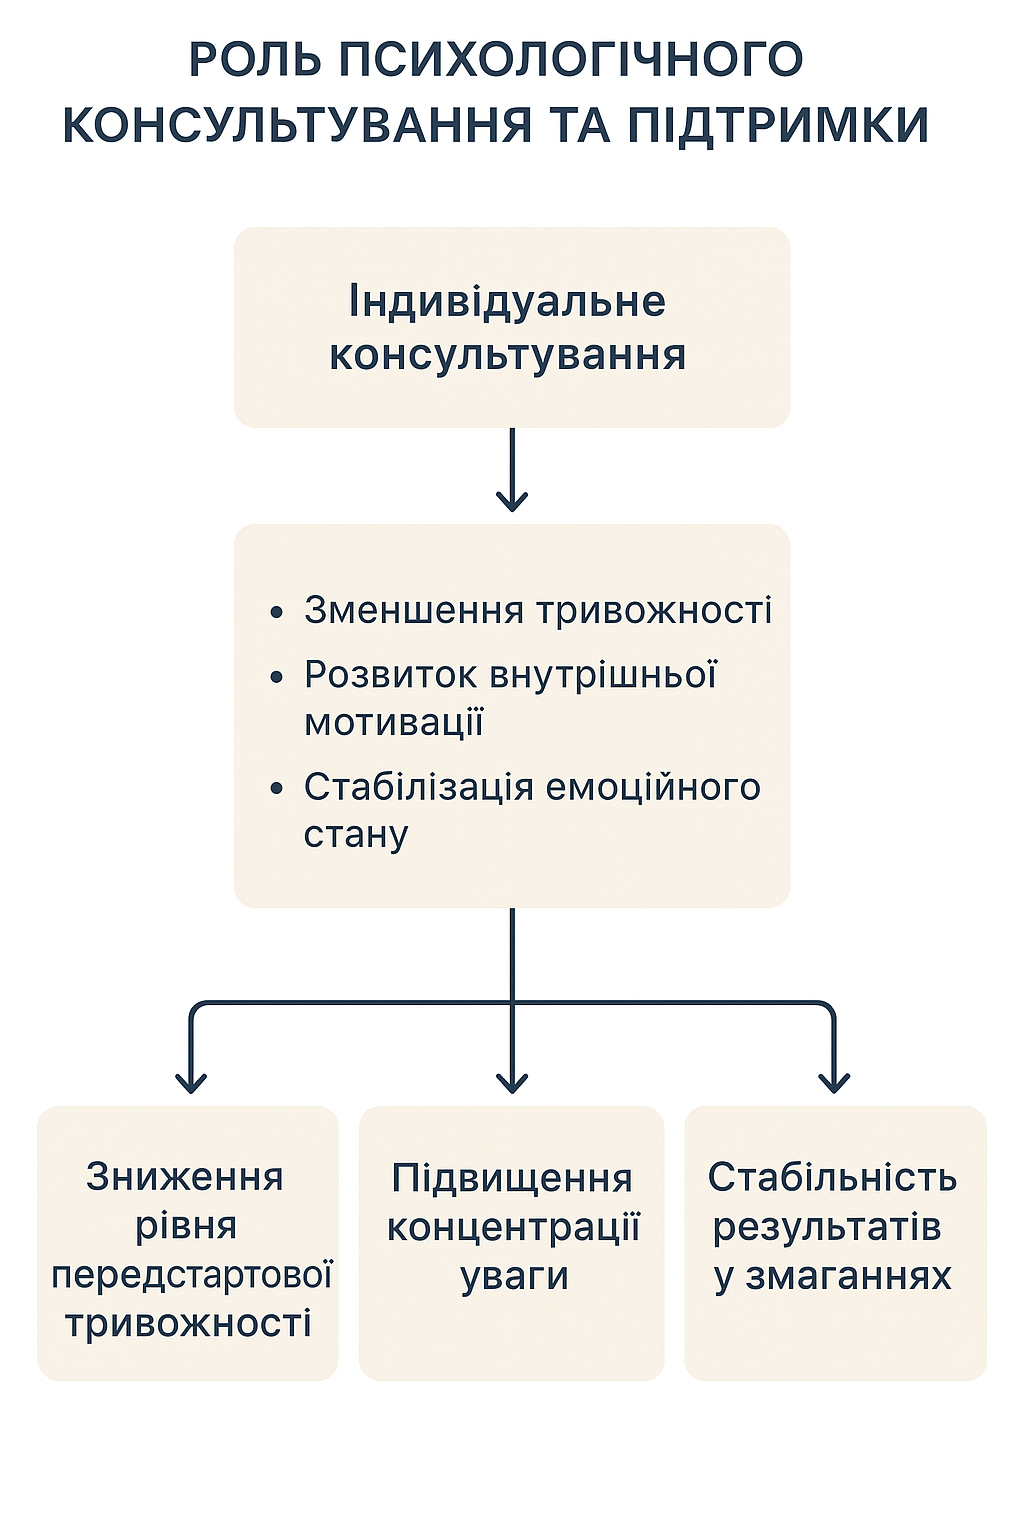 РОЛЬ ПСИХОЛОГІЧНОГО
КОНСУЛЬТУВАННЯ ТА ПІДТРИМКИ
Індивідуальне
консультування
• Зменшення тривожності
• Розвиток внутрішньої
мотивації
• Стабілізація емоційного
стану
Зниження
рівня
передстартової
тривожності
Підвищення
концентрації
уваги
Стабільність
результатів
у змаганнях